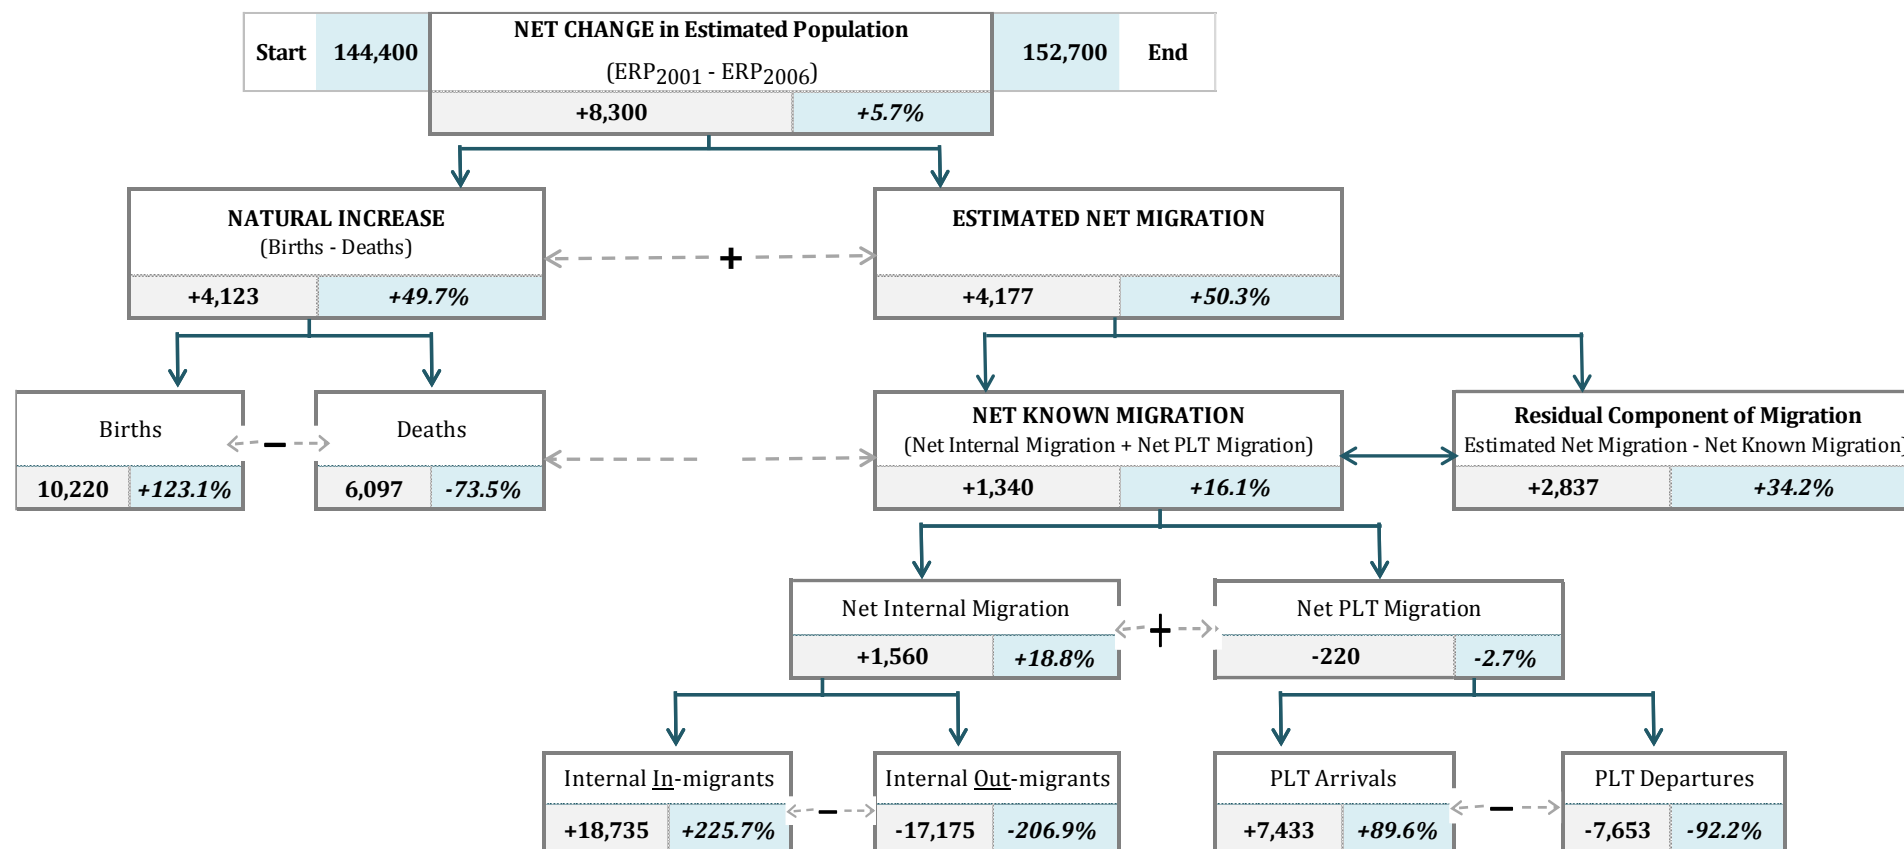 NET CHANGE in Estimated Population
Start 144,400 152,700 End
(ERP2001 - ERP2006)
+8,300 +5.7%
NATURAL INCREASE
(Births - Deaths)
+4,123 +49.7%
+
ESTIMATED NET MIGRATION
+4,177 +50.3%
Births
10,220 +123.1%
–
Deaths
6,097 -73.5%
NET KNOWN MIGRATION
(Net Internal Migration + Net PLT Migration)
+1,340 +16.1%
Residual Component of Migration
Estimated Net Migration - Net Known Migration)
+2,837 +34.2%
Net Internal Migration
+1,560 +18.8%
+
Net PLT Migration
-220 -2.7%
Internal In-migrants
+18,735 +225.7%
–
Internal Out-migrants
-17,175 -206.9%
PLT Arrivals
+7,433 +89.6%
–
PLT Departures
-7,653 -92.2%